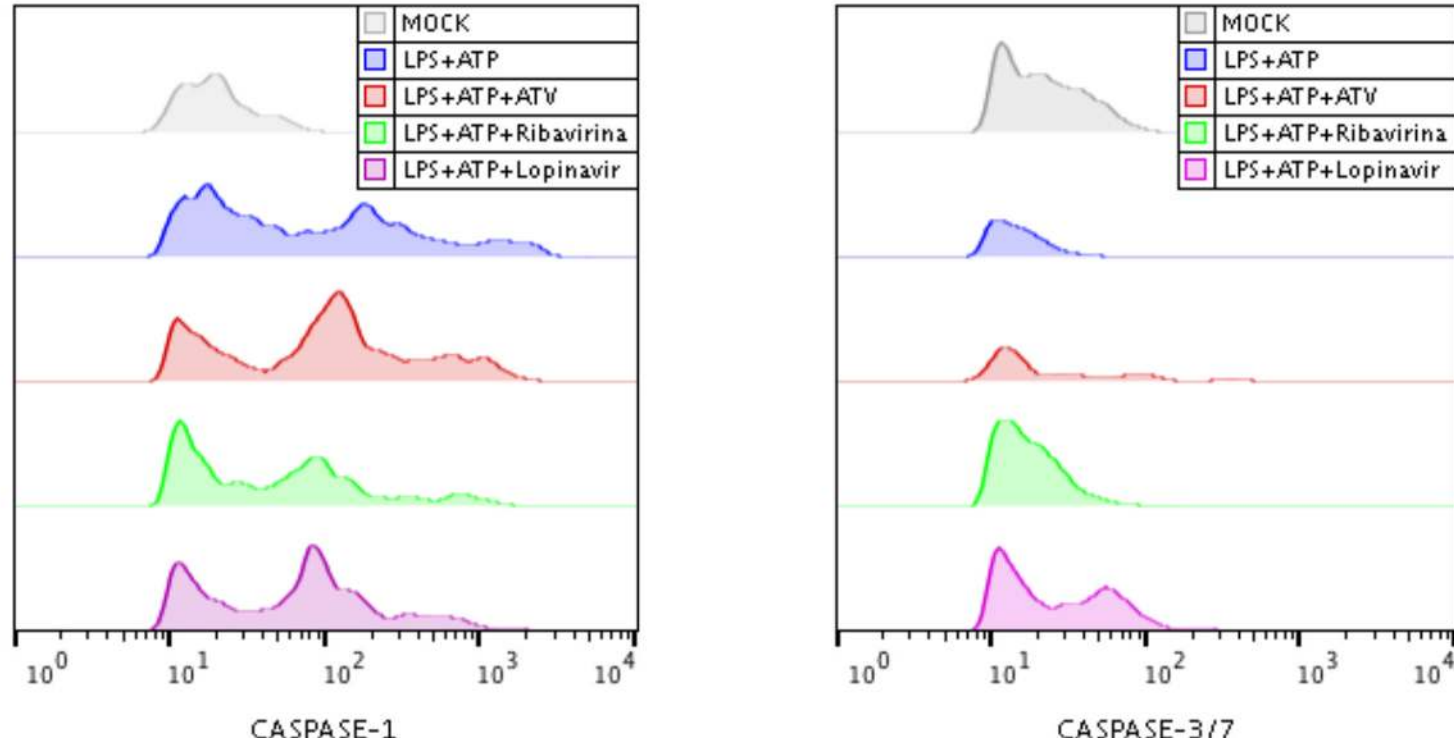 MOCK
LPS+ATP
LPS+ATP+ATV
LPS+ATP+Ribavirina
LPS+ATP+Lopinavir
10^0 10^1 10^2 10^3 10^4
CASPASE-1
MOCK
LPS+ATP
LPS+ATP+ATV
LPS+ATP+Ribavirina
LPS+ATP+Lopinavir
10^0 10^1 10^2 10^3 10^4
CASPASE-3/7